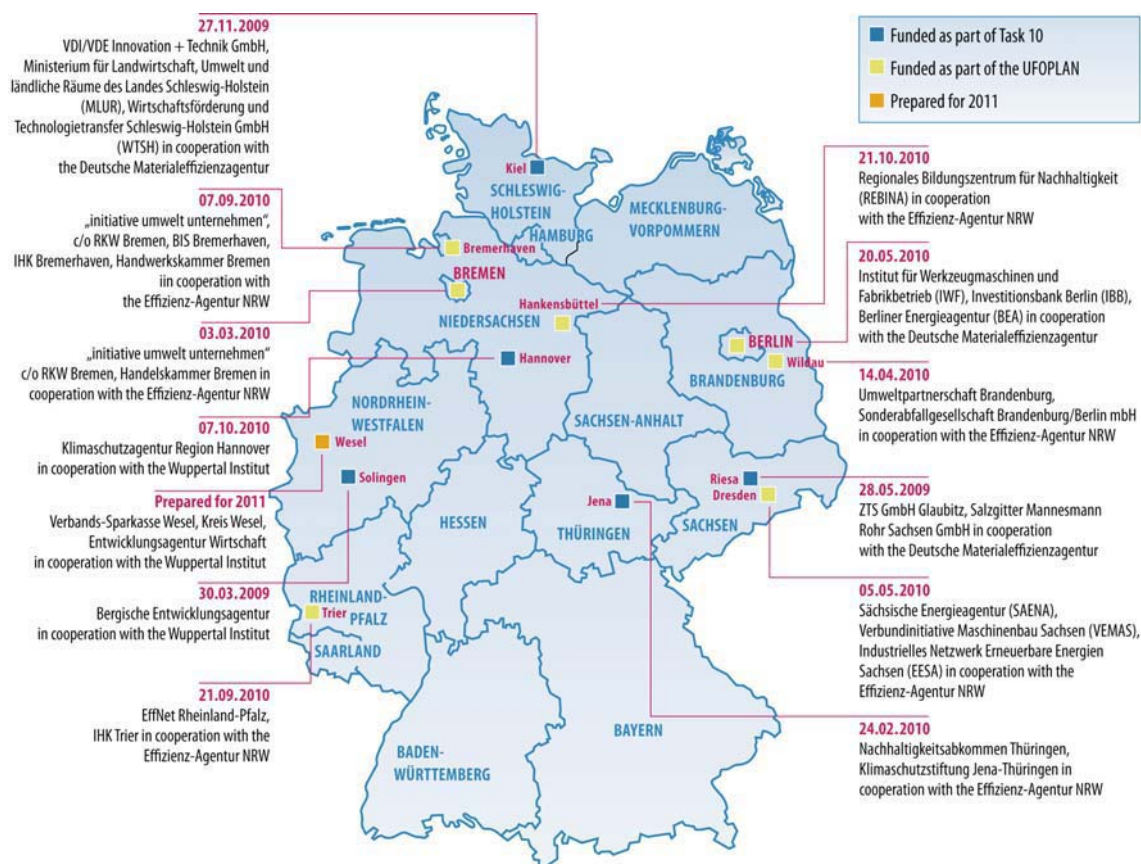 27.11.2009
VDI/VDE Innovation + Technik GmbH,
Ministerium für Landwirtschaft, Umwelt und
ländliche Räume des Landes Schleswig-Holstein
(MLUR), Wirtschaftsförderung und
Technologietransfer Schleswig-Holstein GmbH
(WTSH) in cooperation with
the Deutsche Materialeffizienzagentur
07.09.2010
„initiative umwelt unternehmen“,
c/o RKW Bremen, BIS Bremerhaven,
IHK Bremerhaven, Handwerkskammer Bremen
iin cooperation with
the Effizienz-Agentur NRW
03.03.2010
„initiative umwelt unternehmen“
c/o RKW Bremen, Handelskammer Bremen in
cooperation with the Effizienz-Agentur NRW
07.10.2010
Klimaschutzagentur Region Hannover
in cooperation with the Wuppertal Institut
Prepared for 2011
Verbands-Sparkasse Wesel, Kreis Wesel,
Entwicklungsagentur Wirtschaft
in cooperation with the Wuppertal Institut
30.03.2009
Bergische Entwicklungsagentur
in cooperation with the Wuppertal Institut
21.09.2010
EffNet Rheinland-Pfalz,
IHK Trier in cooperation with the
Effizienz-Agentur NRW
Kiel
SCHLESWIG-
HOLSTEIN
MECKLENBURG-
VORPOMMERN
HAMBURG
Bremerhaven
BREMEN
Hankensbüttel
NIEDERSACHSEN
BERLIN
Hannover
Wildau
BRANDENBURG
NORDRHEIN-
WESTFALEN
SACHSEN-ANHALT
Wesel
Solingen
Riesa
Dresden
Jena
HESSEN
THÜRINGEN
SACHSEN
RHEINLAND-
PFALZ
Trier
SAARLAND
BAYERN
BADEN-
WÜRTTEMBERG
Funded as part of Task 10
Funded as part of the UFOPLAN
Prepared for 2011
21.10.2010
Regionales Bildungszentrum für Nachhaltigkeit
(REBINA) in cooperation
with the Effizienz-Agentur NRW
20.05.2010
Institut für Werkzeugmaschinen und
Fabrikbetrieb (IWF), Investitionsbank Berlin (IBB),
Berliner Energieagentur (BEA) in cooperation
with the Deutsche Materialeffizienzagentur
14.04.2010
Umweltpartnerschaft Brandenburg,
Sonderabfallgesellschaft Brandenburg/Berlin mbH
in cooperation with the Effizienz-Agentur NRW
28.05.2009
ZTS GmbH Glaubitz, Salzgitter Mannesmann
Rohr Sachsen GmbH in cooperation
with the Deutsche Materialeffizienzagentur
05.05.2010
Sächsische Energieagentur (SAENA),
Verbundinitiative Maschinenbau Sachsen (VEMAS),
Industrielles Netzwerk Erneuerbare Energien
Sachsen (EESA) in cooperation with the
Effizienz-Agentur NRW
24.02.2010
Nachhaltigkeitsabkommen Thüringen,
Klimaschutzstiftung Jena-Thüringen in
cooperation with the Effizienz-Agentur NRW